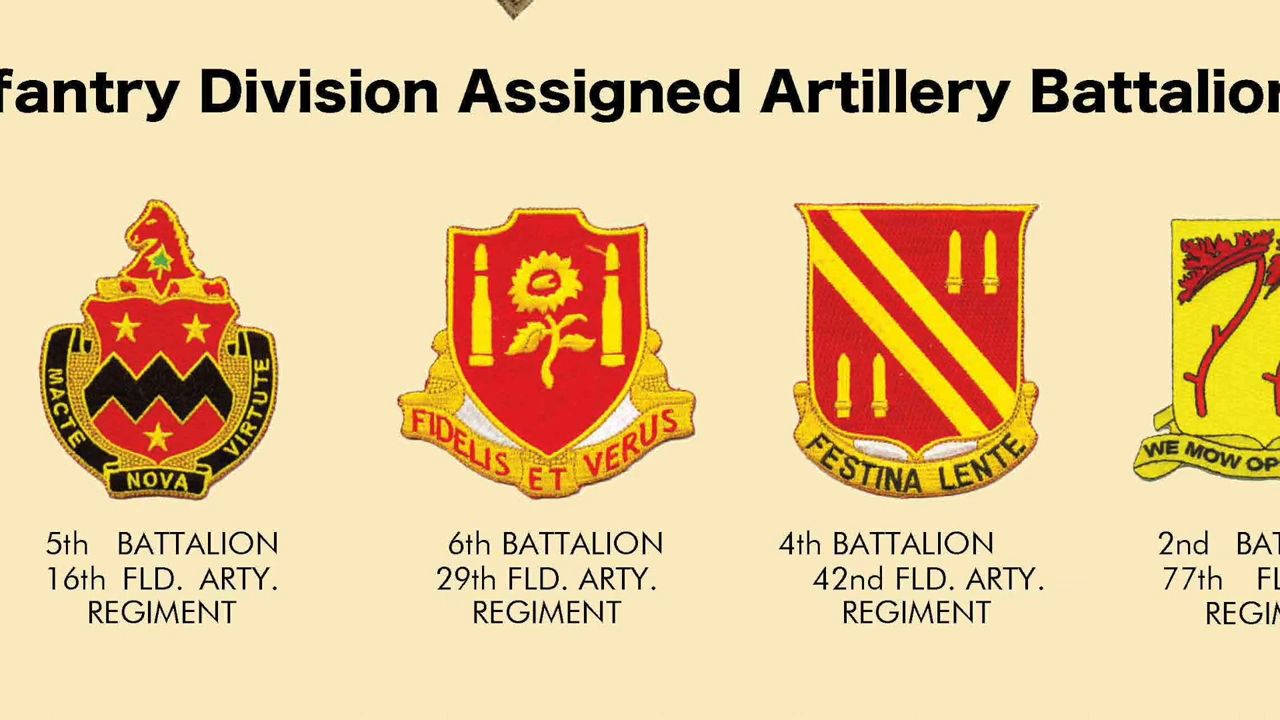 fantry Division Assigned Artillery Battalion
MACTE NOVA VIRTUTE
FIDELIS ET VERUS
FESTINA LENTE
WE MOW OP
5th BATTALION
16th FLD. ARTY.
REGIMENT
6th BATTALION
29th FLD. ARTY.
REGIMENT
4th BATTALION
42nd FLD. ARTY.
REGIMENT
2nd BAT
77th FL
REGIM